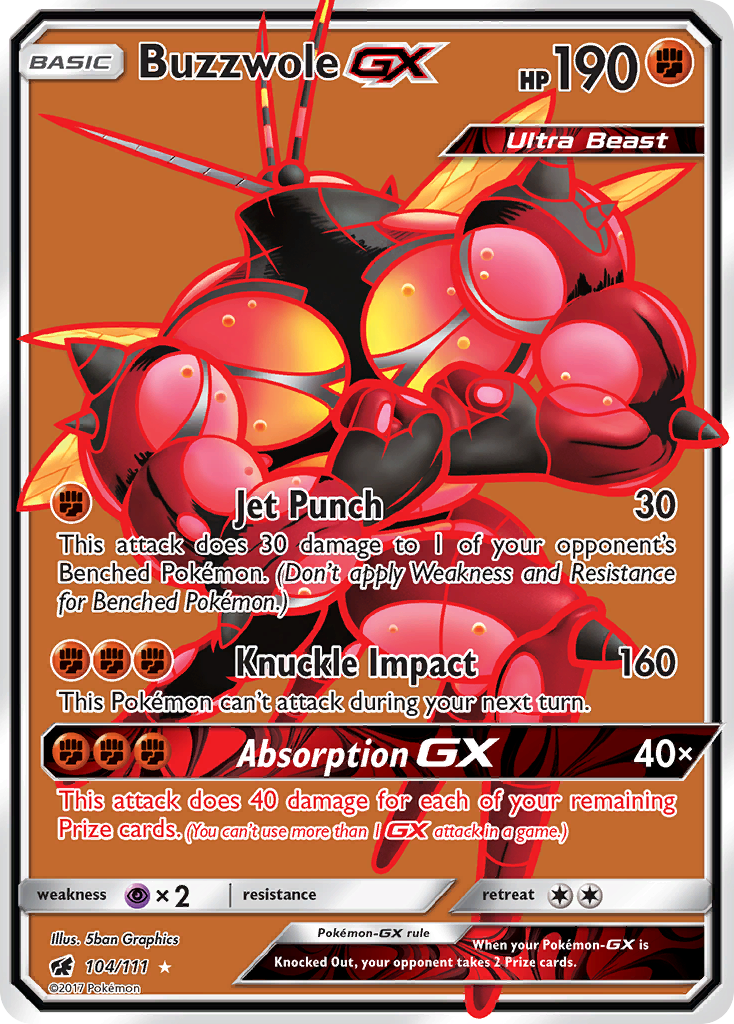 BASIC Buzzwole GX HP 190
Ultra Beast
Jet Punch 30
This attack does 30 damage to 1 of your opponent's
Benched Pokémon. (Don't apply Weakness and Resistance
for Benched Pokémon.)
Knuckle Impact 160
This Pokémon can't attack during your next turn.
Absorption GX 40×
This attack does 40 damage for each of your remaining
Prize cards. (You can't use more than 1 GX attack in a game.)
weakness ×2 resistance retreat
Illus. 5ban Graphics
104/111
©2017 Pokémon
Pokémon-GX rule
When your Pokémon-GX is
Knocked Out, your opponent takes 2 Prize cards.